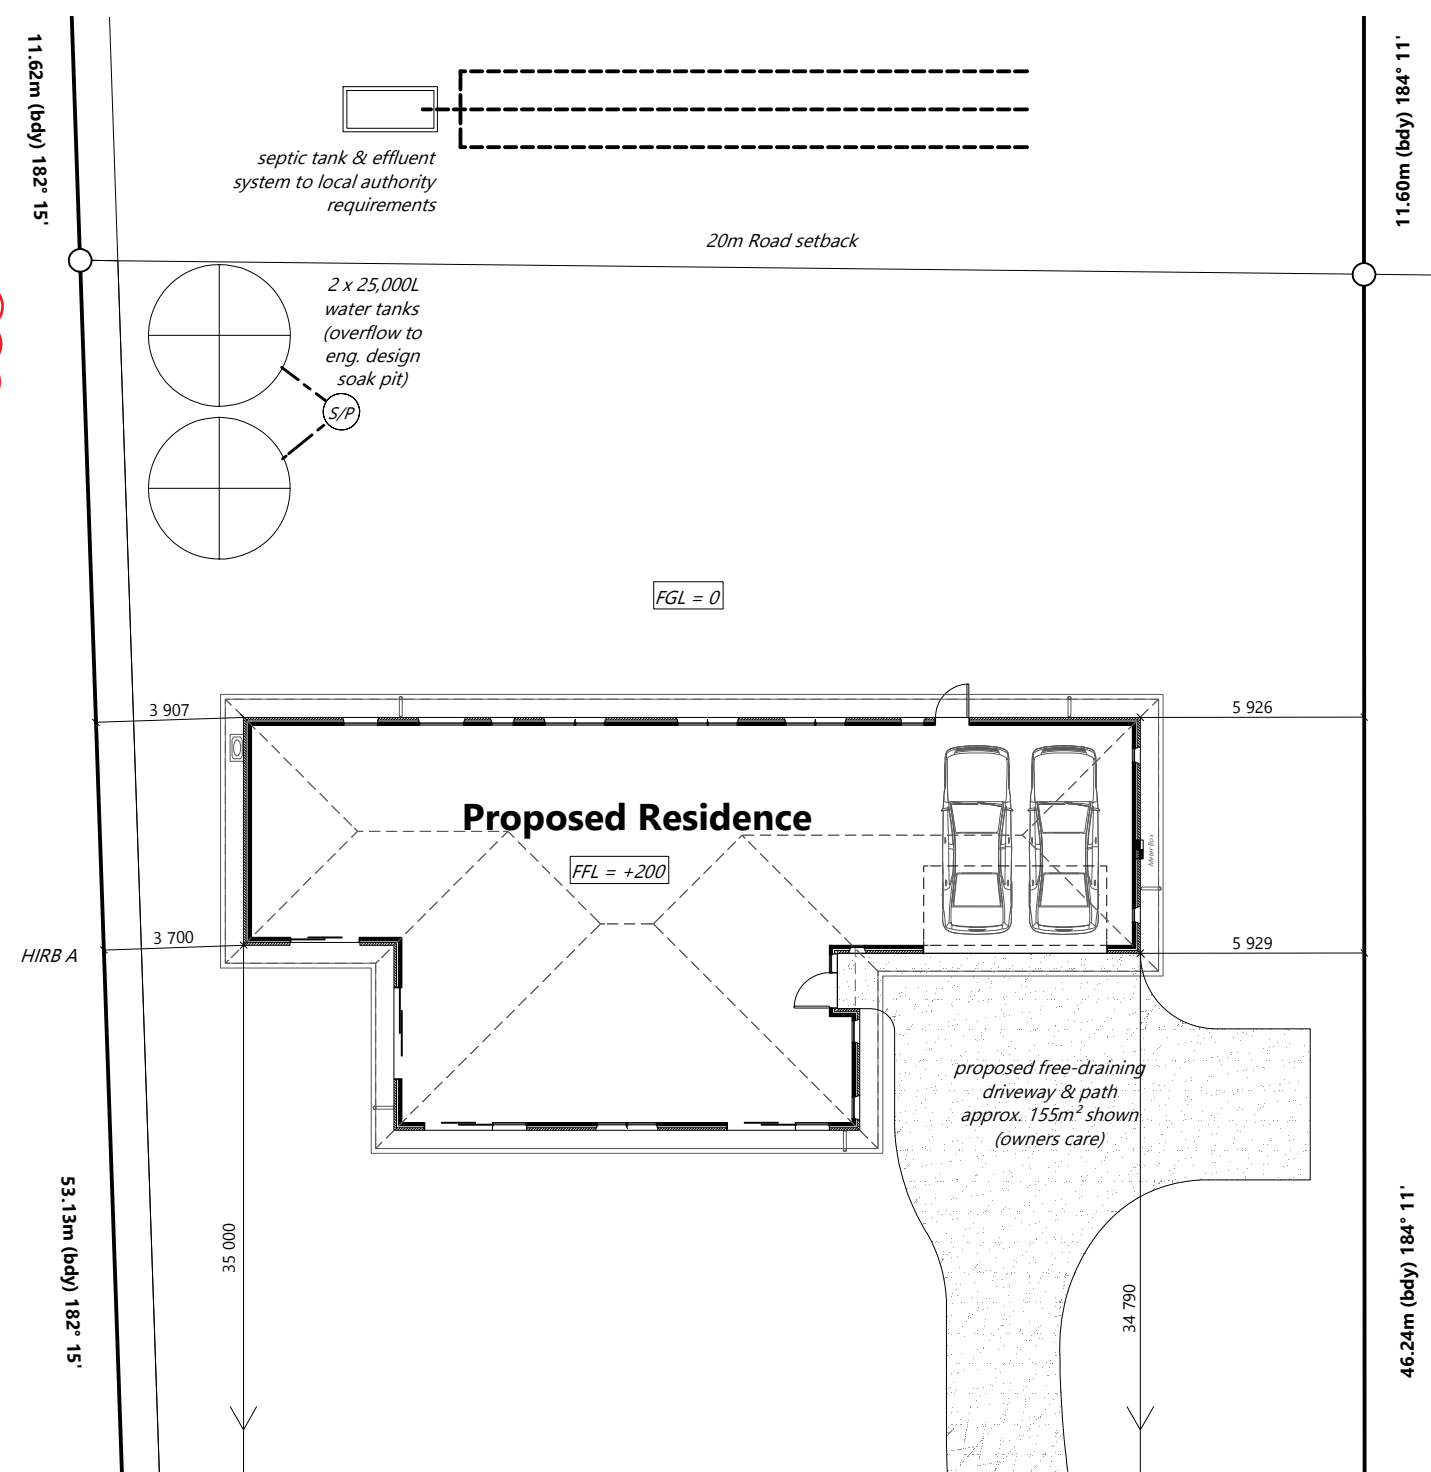 11.62m (bdy) 182° 15'
11.60m (bdy) 184° 11'
septic tank & effluent
system to local authority
requirements
20m Road setback
2 x 25,000L
water tanks
(overflow to
eng. design
soak pit)
S/P
FGL = 0
3 907
5 926
Proposed Residence
Meter Box
FFL = +200
3 700
HIRB A
5 929
proposed free-draining
driveway & path
approx. 155m² shown
(owners care)
53.13m (bdy) 182° 15'
35 000
34 790
46.24m (bdy) 184° 11'